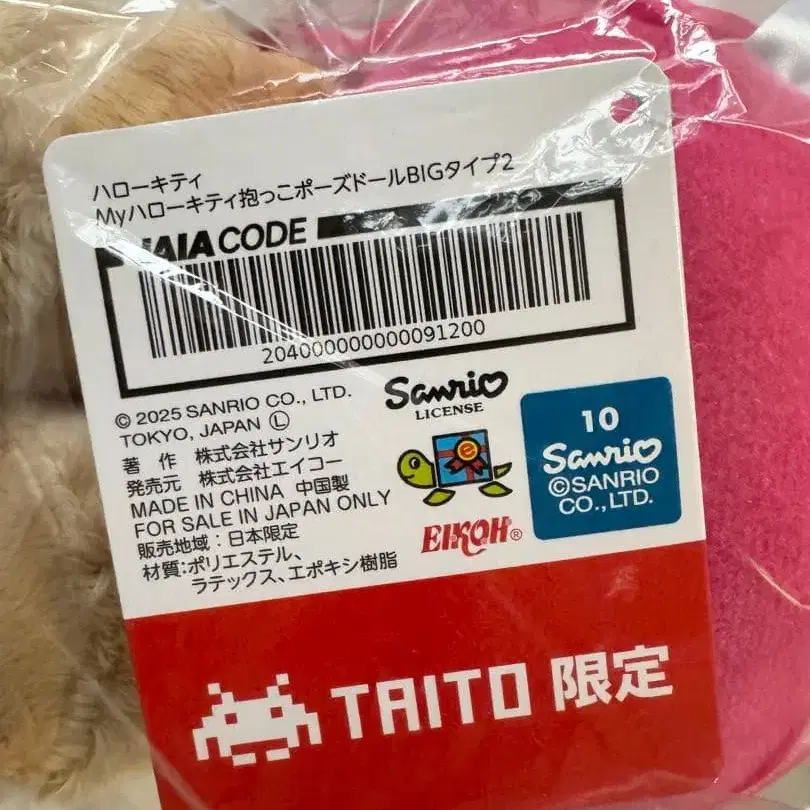 ハローキティ
Myハローキティ抱っこポーズドールBIGタイプ2
JAIA CODE
204000000000091200
© 2025 SANRIO CO., LTD.
TOKYO, JAPAN Ⓛ
著 作 株式会社サンリオ
発売元 株式会社エイコー
MADE IN CHINA 中国製
FOR SALE IN JAPAN ONLY
販売地域：日本限定
材質:ポリエステル、
ラテックス、エポキシ樹脂
Sanrio
LICENSE
e
EIKOH®
10
Sanrio
©SANRIO
CO., LTD.
TAITO 限定